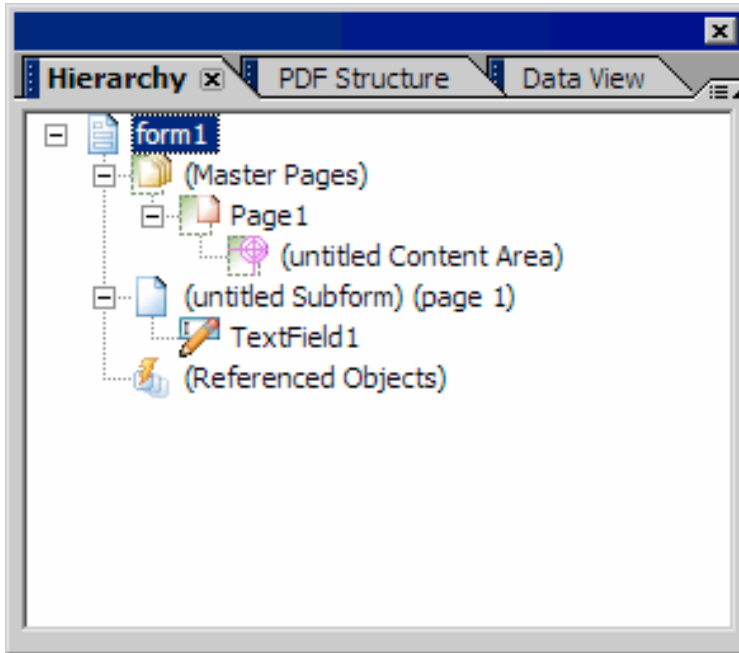 Hierarchy PDF Structure Data View
form1
(Master Pages)
Page1
(untitled Content Area)
(untitled Subform) (page 1)
TextField1
(Referenced Objects)